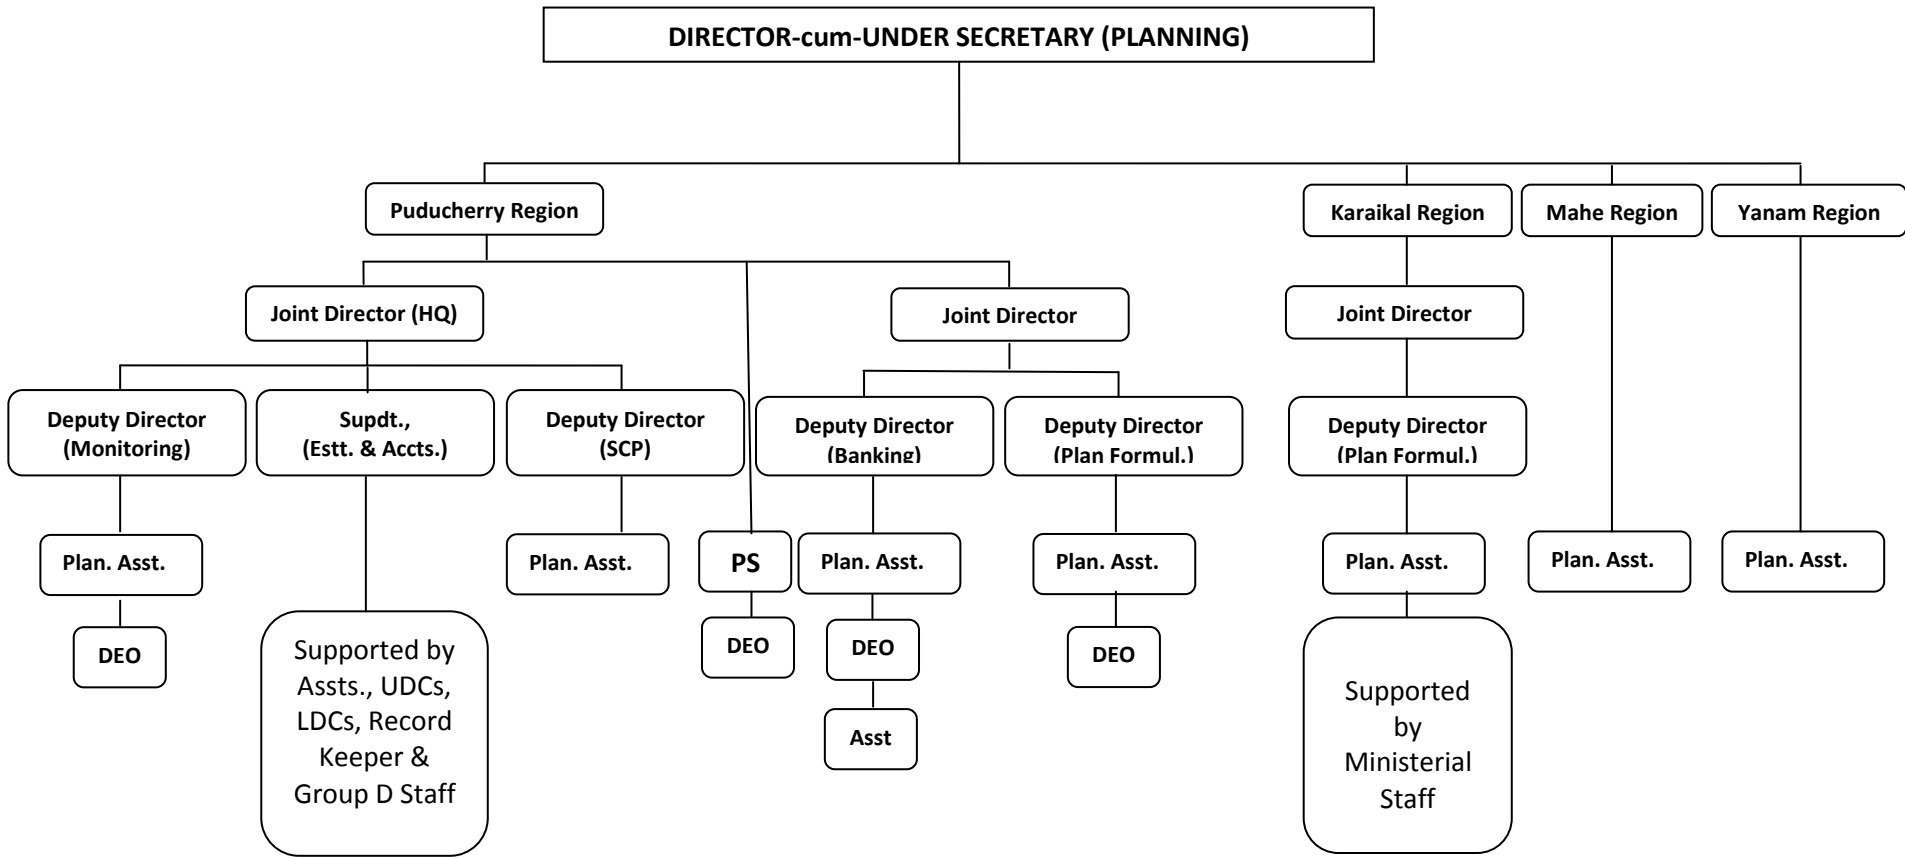 DIRECTOR-cum-UNDER SECRETARY (PLANNING)
Puducherry Region
Karaikal Region
Mahe Region
Yanam Region
Joint Director (HQ)
Joint Director
Joint Director
Deputy Director
(Monitoring)
Supdt.,
(Estt. & Accts.)
Deputy Director
(SCP)
Deputy Director
(Banking)
Deputy Director
(Plan Formul.)
Deputy Director
(Plan Formul.)
Plan. Asst.
Plan. Asst.
PS
Plan. Asst.
Plan. Asst.
Plan. Asst.
Plan. Asst.
Plan. Asst.
DEO
Supported by
Assts., UDCs,
LDCs, Record
Keeper &
Group D Staff
DEO
DEO
DEO
Asst
Supported
by
Ministerial
Staff